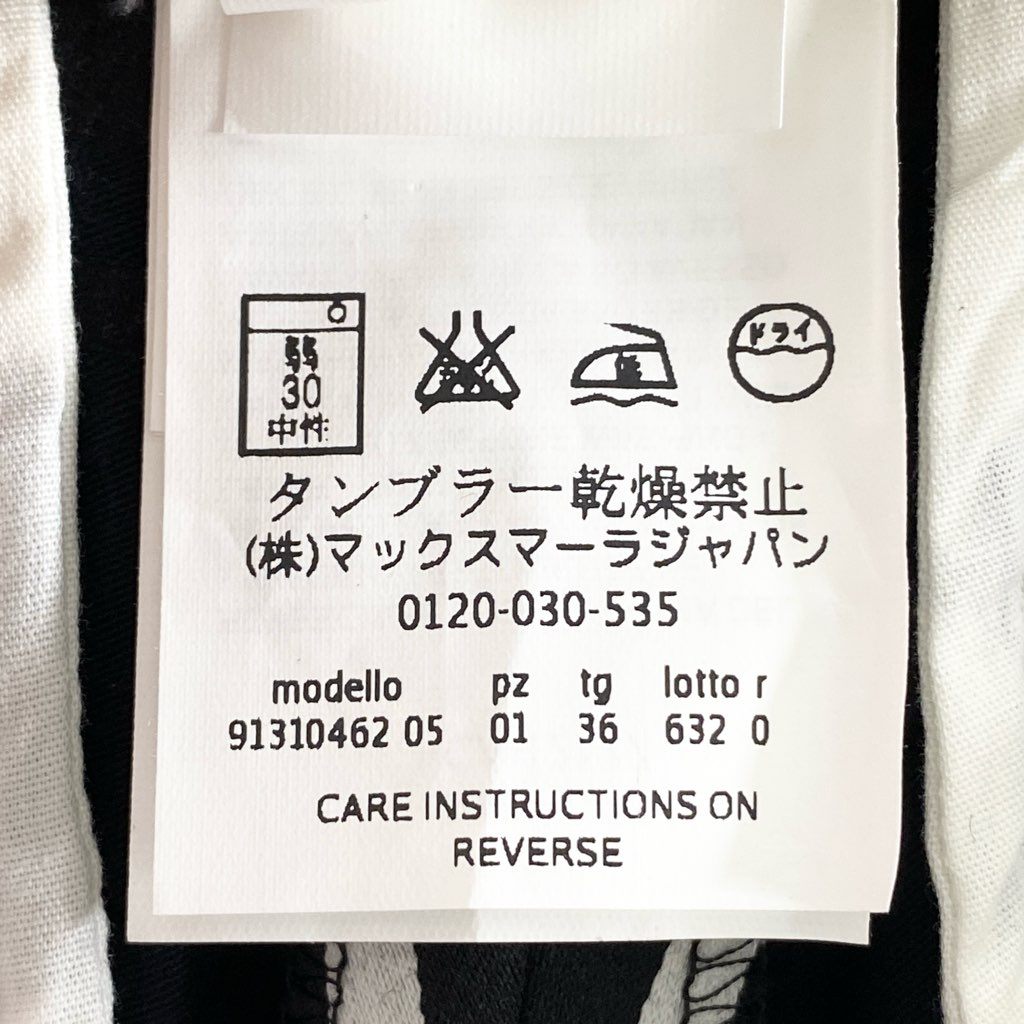 弱
30
中性
低
ドライ
タンブラー乾燥禁止
(株)マックスマーラジャパン
0120-030-535
modello pz tg lotto r
91310462 05 01 36 632 0
CARE INSTRUCTIONS ON
REVERSE